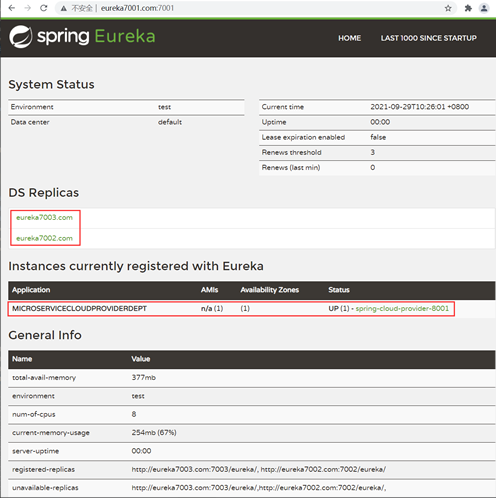 不安全 | eureka7001.com:7001
spring Eureka
HOME LAST 1000 SINCE STARTUP
System Status
Environment test
Data center default
Current time 2021-09-29T10:26:01 +0800
Uptime 00:00
Lease expiration enabled false
Renews threshold 3
Renews (last min) 0
DS Replicas
eureka7003.com
eureka7002.com
Instances currently registered with Eureka
Application AMIs Availability Zones Status
MICROSERVICECLOUDPROVIDERDEPT n/a (1) (1) UP (1) - spring-cloud-provider-8001
General Info
Name Value
total-avail-memory 377mb
environment test
num-of-cpus 8
current-memory-usage 254mb (67%)
server-uptime 00:00
registered-replicas http://eureka7003.com:7003/eureka/, http://eureka7002.com:7002/eureka/
unavailable-replicas http://eureka7003.com:7003/eureka/,http://eureka7002.com:7002/eureka/,